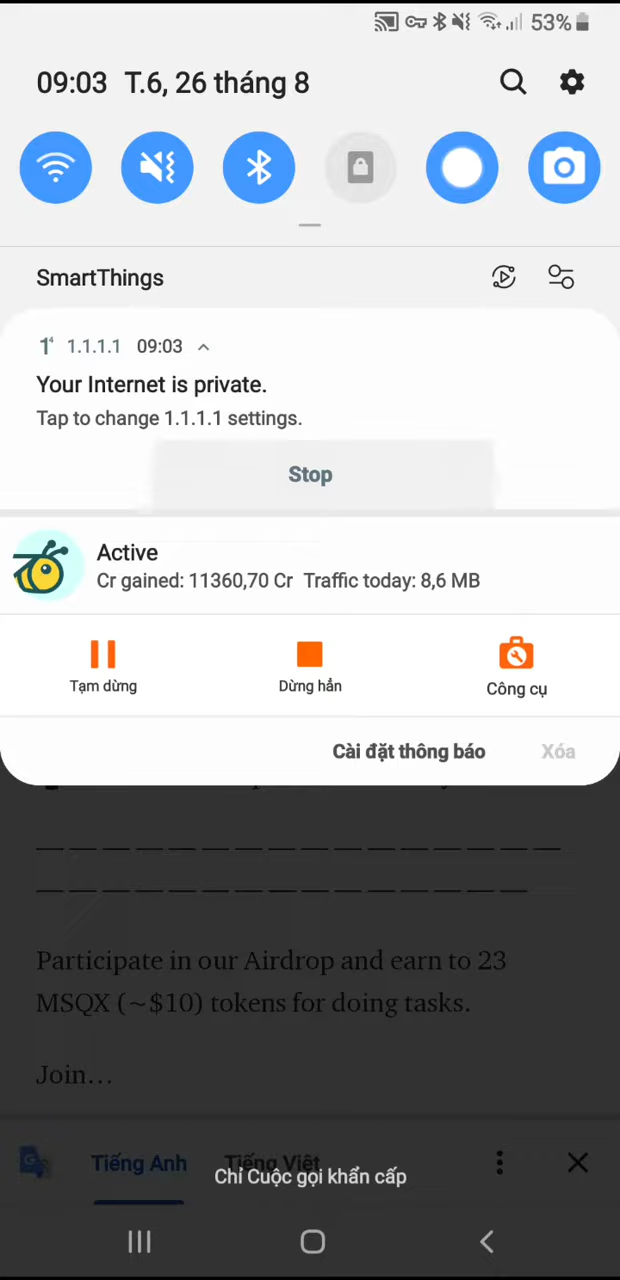 53%
09:03 T.6, 26 tháng 8
SmartThings
1.1.1.1 09:03
Your Internet is private.
Tap to change 1.1.1.1 settings.
Stop
Active
Cr gained: 11360,70 Cr Traffic today: 8,6 MB
Tạm dừng
Dừng hẳn
Công cụ
Cài đặt thông báo
Xóa
Participate in our Airdrop and earn to 23
MSQX (~$10) tokens for doing tasks.
Join...
Tiếng Anh
Tiếng Việt
Chỉ Cuộc gọi khẩn cấp